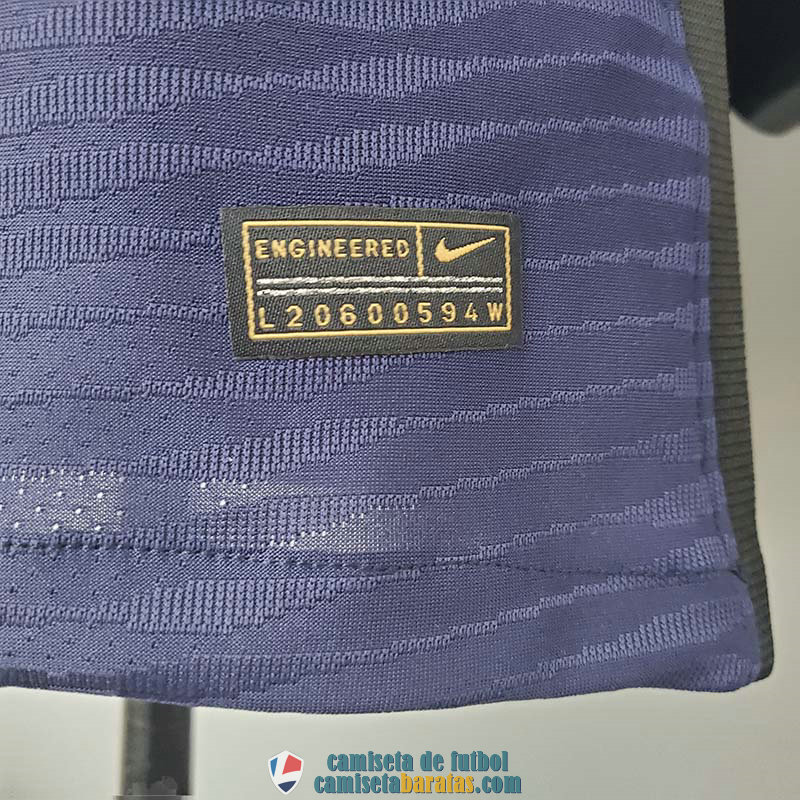 ENGINEERED
L20600594W
camiseta de futbol
camisetabaratas.com